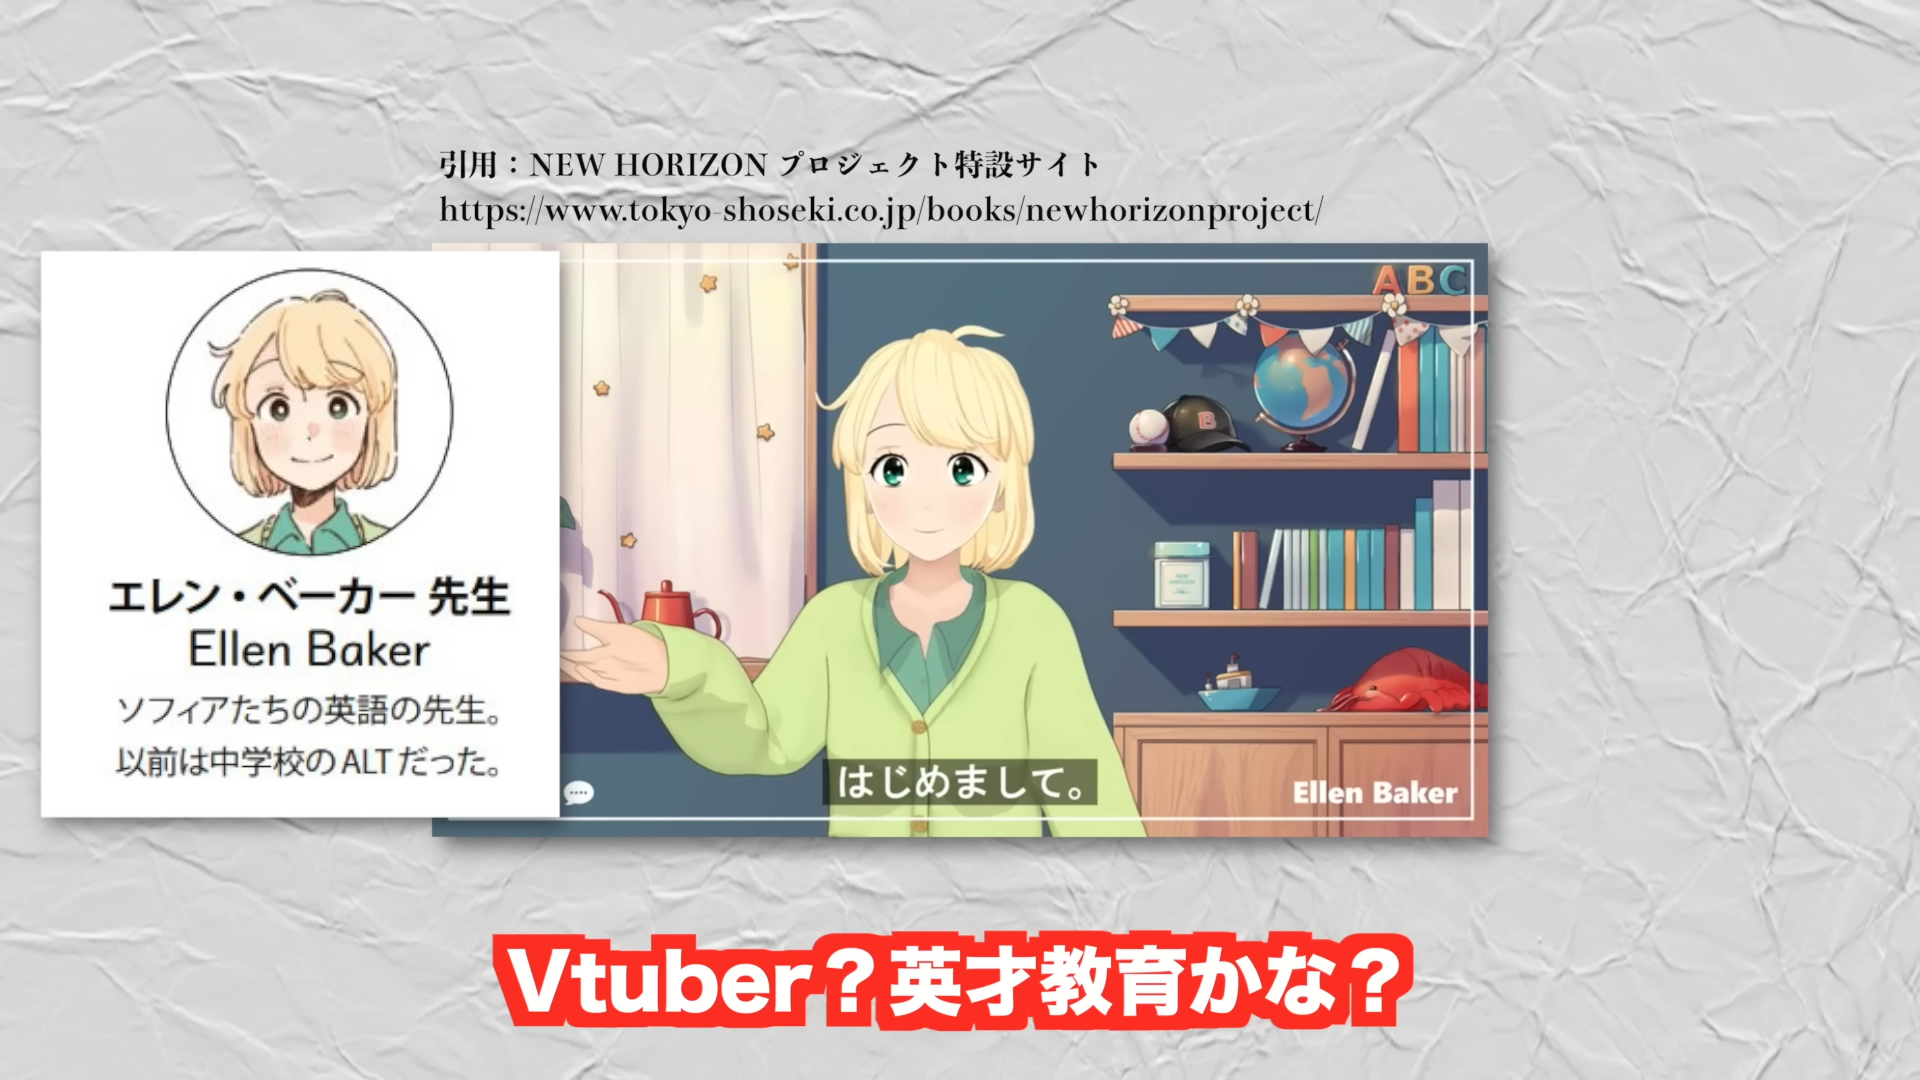 引用：NEW HORIZON プロジェクト特設サイト
https://www.tokyo-shoseki.co.jp/books/newhorizonproject/
エレン・ベーカー 先生
Ellen Baker
ソフィアたちの英語の先生。
以前は中学校のALTだった。
ABC
B
NEW
HORIZON
はじめまして。
Ellen Baker
Vtuber？英才教育かな？